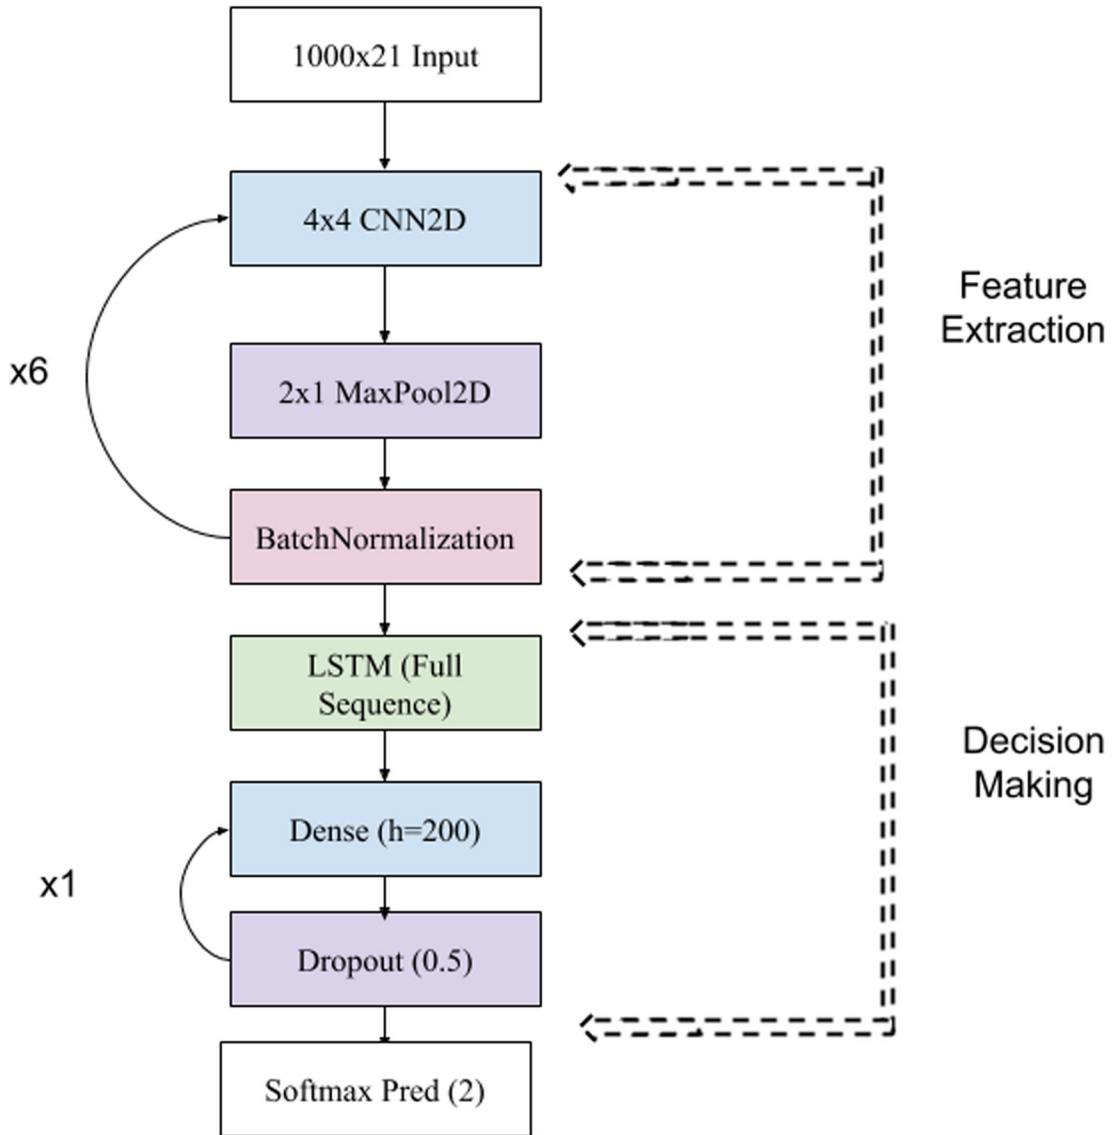 1000x21 Input
4x4 CNN2D
Feature
Extraction
x6
2x1 MaxPool2D
BatchNormalization
LSTM (Full
Sequence)
Decision
Making
Dense (h=200)
x1
Dropout (0.5)
Softmax Pred (2)